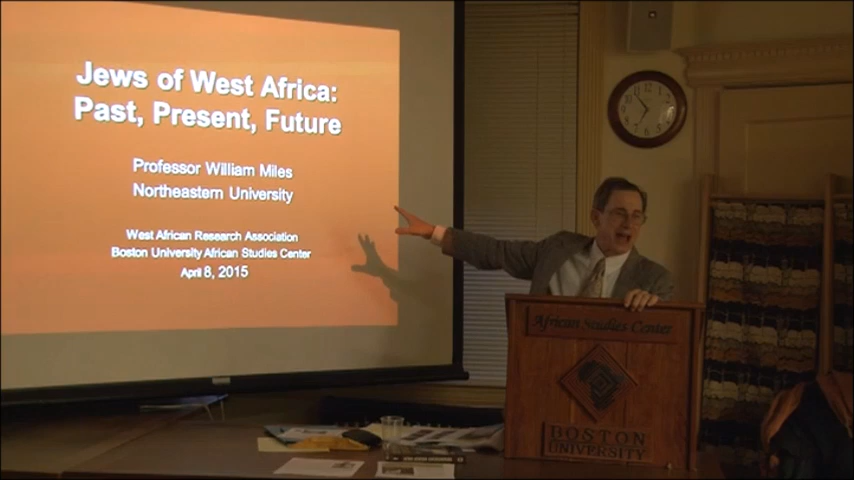 Jews of West Africa:
Past, Present, Future
Professor William Miles
Northeastern University
West African Research Association
Boston University African Studies Center
April 8, 2015
African Studies Center
BOSTON
UNIVERSITY